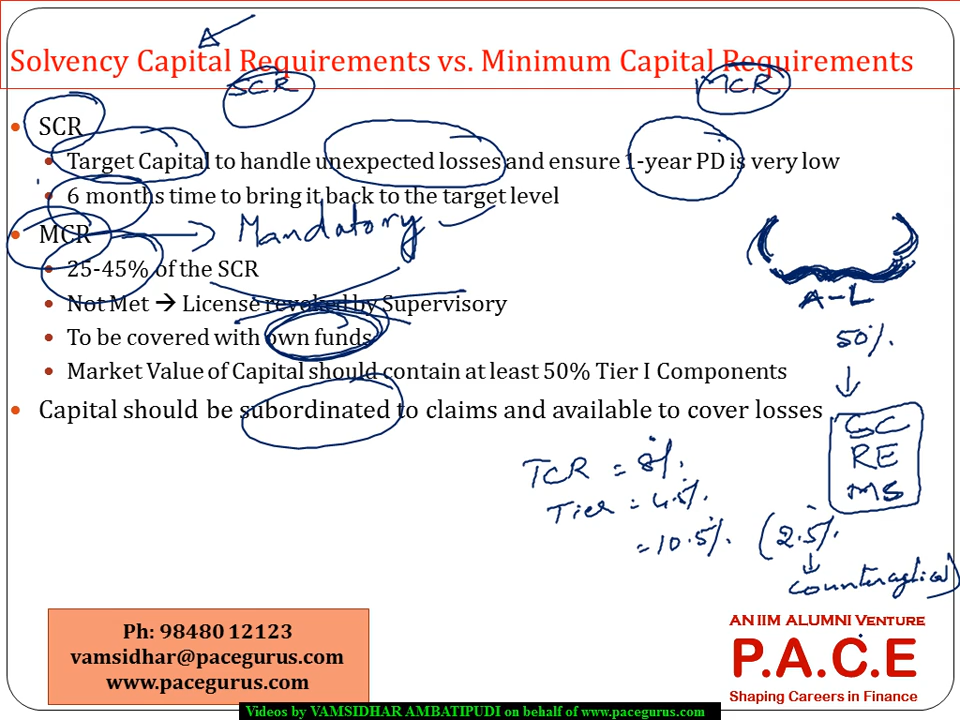 Solvency Capital Requirements vs. Minimum Capital Requirements
SCR
MCR
SCR
Target Capital to handle unexpected losses and ensure 1-year PD is very low
6 months time to bring it back to the target level
MCR
Mandatory
25-45% of the SCR
Not Met → License revoked by Supervisory
A-L
To be covered with own funds
50%
Market Value of Capital should contain at least 50% Tier I Components
Capital should be subordinated to claims and available to cover losses
RE
MS
TCR = 8%
Tier = 4.5%
= 10.5% (2.5%
Ph: 98480 12123
vamsidhar@pacegurus.com
www.pacegurus.com
AN IIM ALUMNI VENTURE
P.A.C.E
Shaping Careers in Finance
Videos by VAMSIDHAR AMBATIPUDI on behalf of www.pacegurus.com